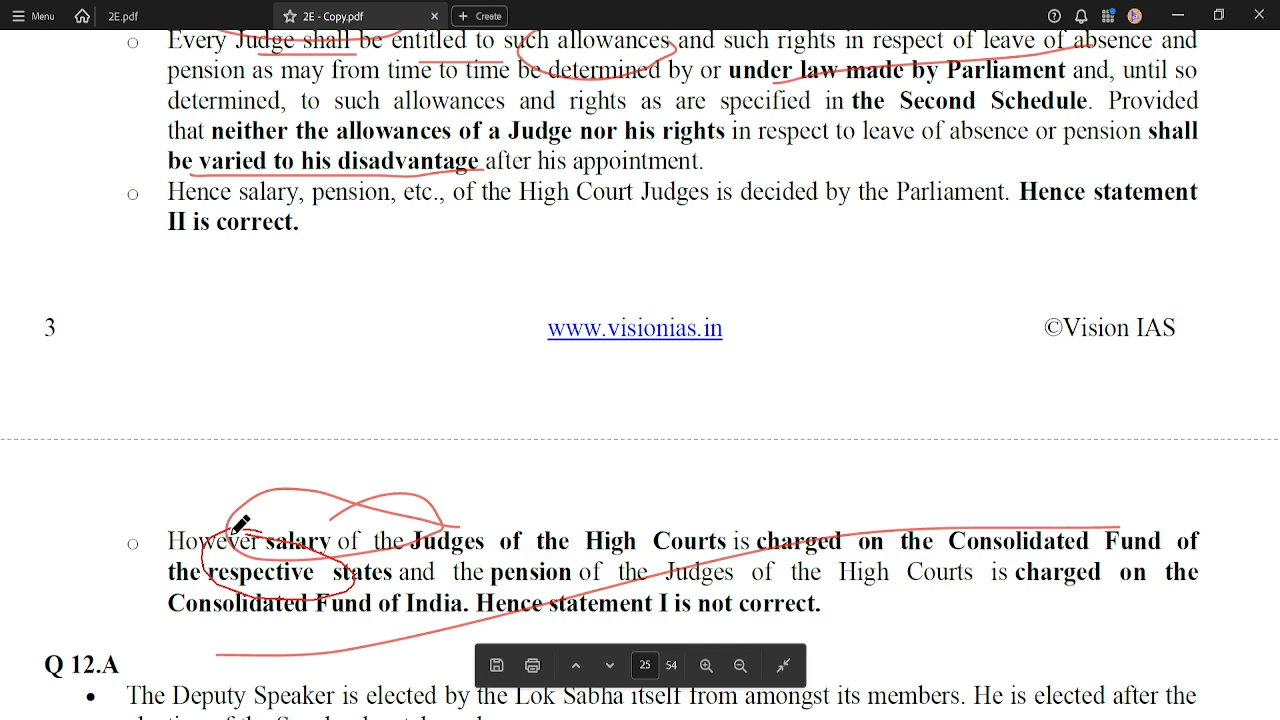 Menu
2E.pdf
2E - Copy.pdf
Create
○ Every Judge shall be entitled to such allowances and such rights in respect of leave of absence and
pension as may from time to time be determined by or under law made by Parliament and, until so
determined, to such allowances and rights as are specified in the Second Schedule. Provided
that neither the allowances of a Judge nor his rights in respect to leave of absence or pension shall
be varied to his disadvantage after his appointment.
○ Hence salary, pension, etc., of the High Court Judges is decided by the Parliament. Hence statement
II is correct.
3 www.visionias.in ©Vision IAS
○ However salary of the Judges of the High Courts is charged on the Consolidated Fund of
the respective states and the pension of the Judges of the High Courts is charged on the
Consolidated Fund of India. Hence statement I is not correct.
25 54
Q 12.A
• The Deputy Speaker is elected by the Lok Sabha itself from amongst its members. He is elected after the